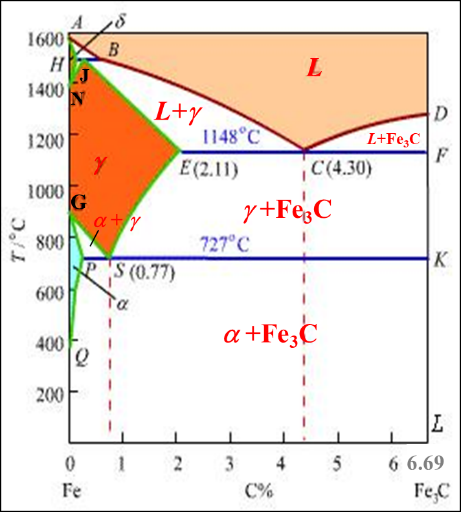 A δ
1600
H J B
1400
N
L
L+γ
D
1200
1148°C
L+Fe₃C
E (2.11)
C (4.30)
F
γ
1000
G
γ+Fe₃C
α+γ
T/°C
800
727°C
P
S (0.77)
K
600
α
α+Fe₃C
400
Q
200
L
0 1 2 3 4 5 6 6.69
Fe C% Fe₃C